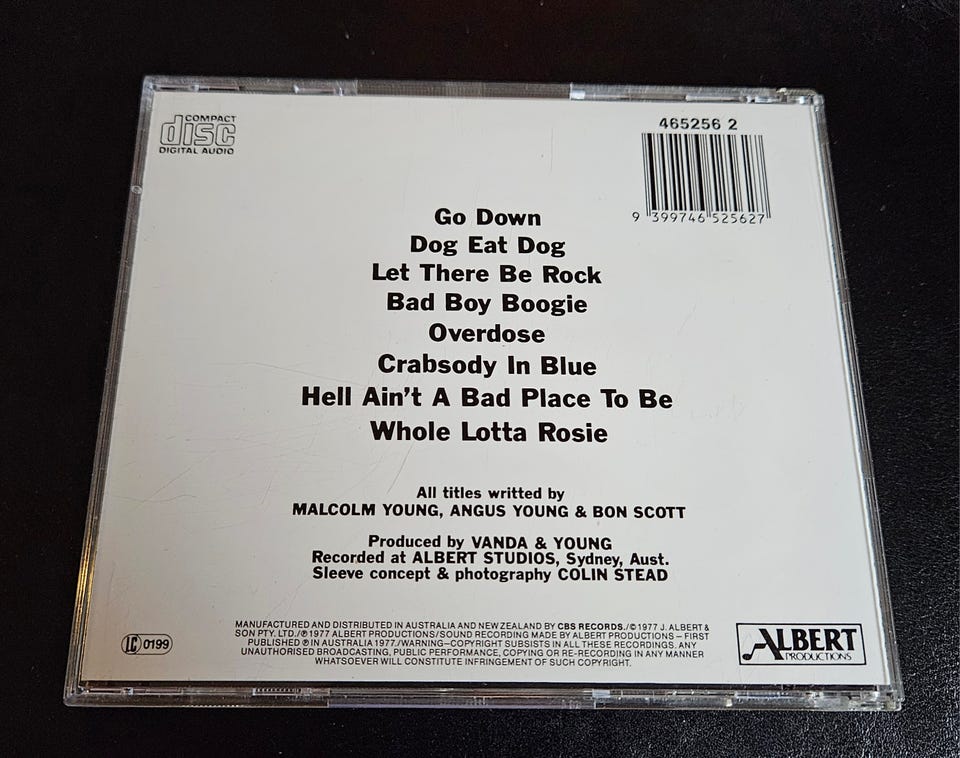 COMPACT
disc
DIGITAL AUDIO
465256 2
9 399746 525627
Go Down
Dog Eat Dog
Let There Be Rock
Bad Boy Boogie
Overdose
Crabsody In Blue
Hell Ain't A Bad Place To Be
Whole Lotta Rosie
All titles writted by
MALCOLM YOUNG, ANGUS YOUNG & BON SCOTT
Produced by VANDA & YOUNG
Recorded at ALBERT STUDIOS, Sydney, Aust.
Sleeve concept & photography COLIN STEAD
MANUFACTURED AND DISTRIBUTED IN AUSTRALIA AND NEW ZEALAND BY CBS RECORDS./©1977 J. ALBERT &
SON PTY. LTD./℗1977 ALBERT PRODUCTIONS/SOUND RECORDING MADE BY ALBERT PRODUCTIONS – FIRST
PUBLISHED ℗ IN AUSTRALIA 1977./WARNING–COPYRIGHT SUBSISTS IN ALL THESE RECORDINGS. ANY
UNAUTHORISED BROADCASTING, PUBLIC PERFORMANCE, COPYING OR RE-RECORDING IN ANY MANNER
WHATSOEVER WILL CONSTITUTE INFRINGEMENT OF SUCH COPYRIGHT.
LC 0199
ALBERT
PRODUCTIONS